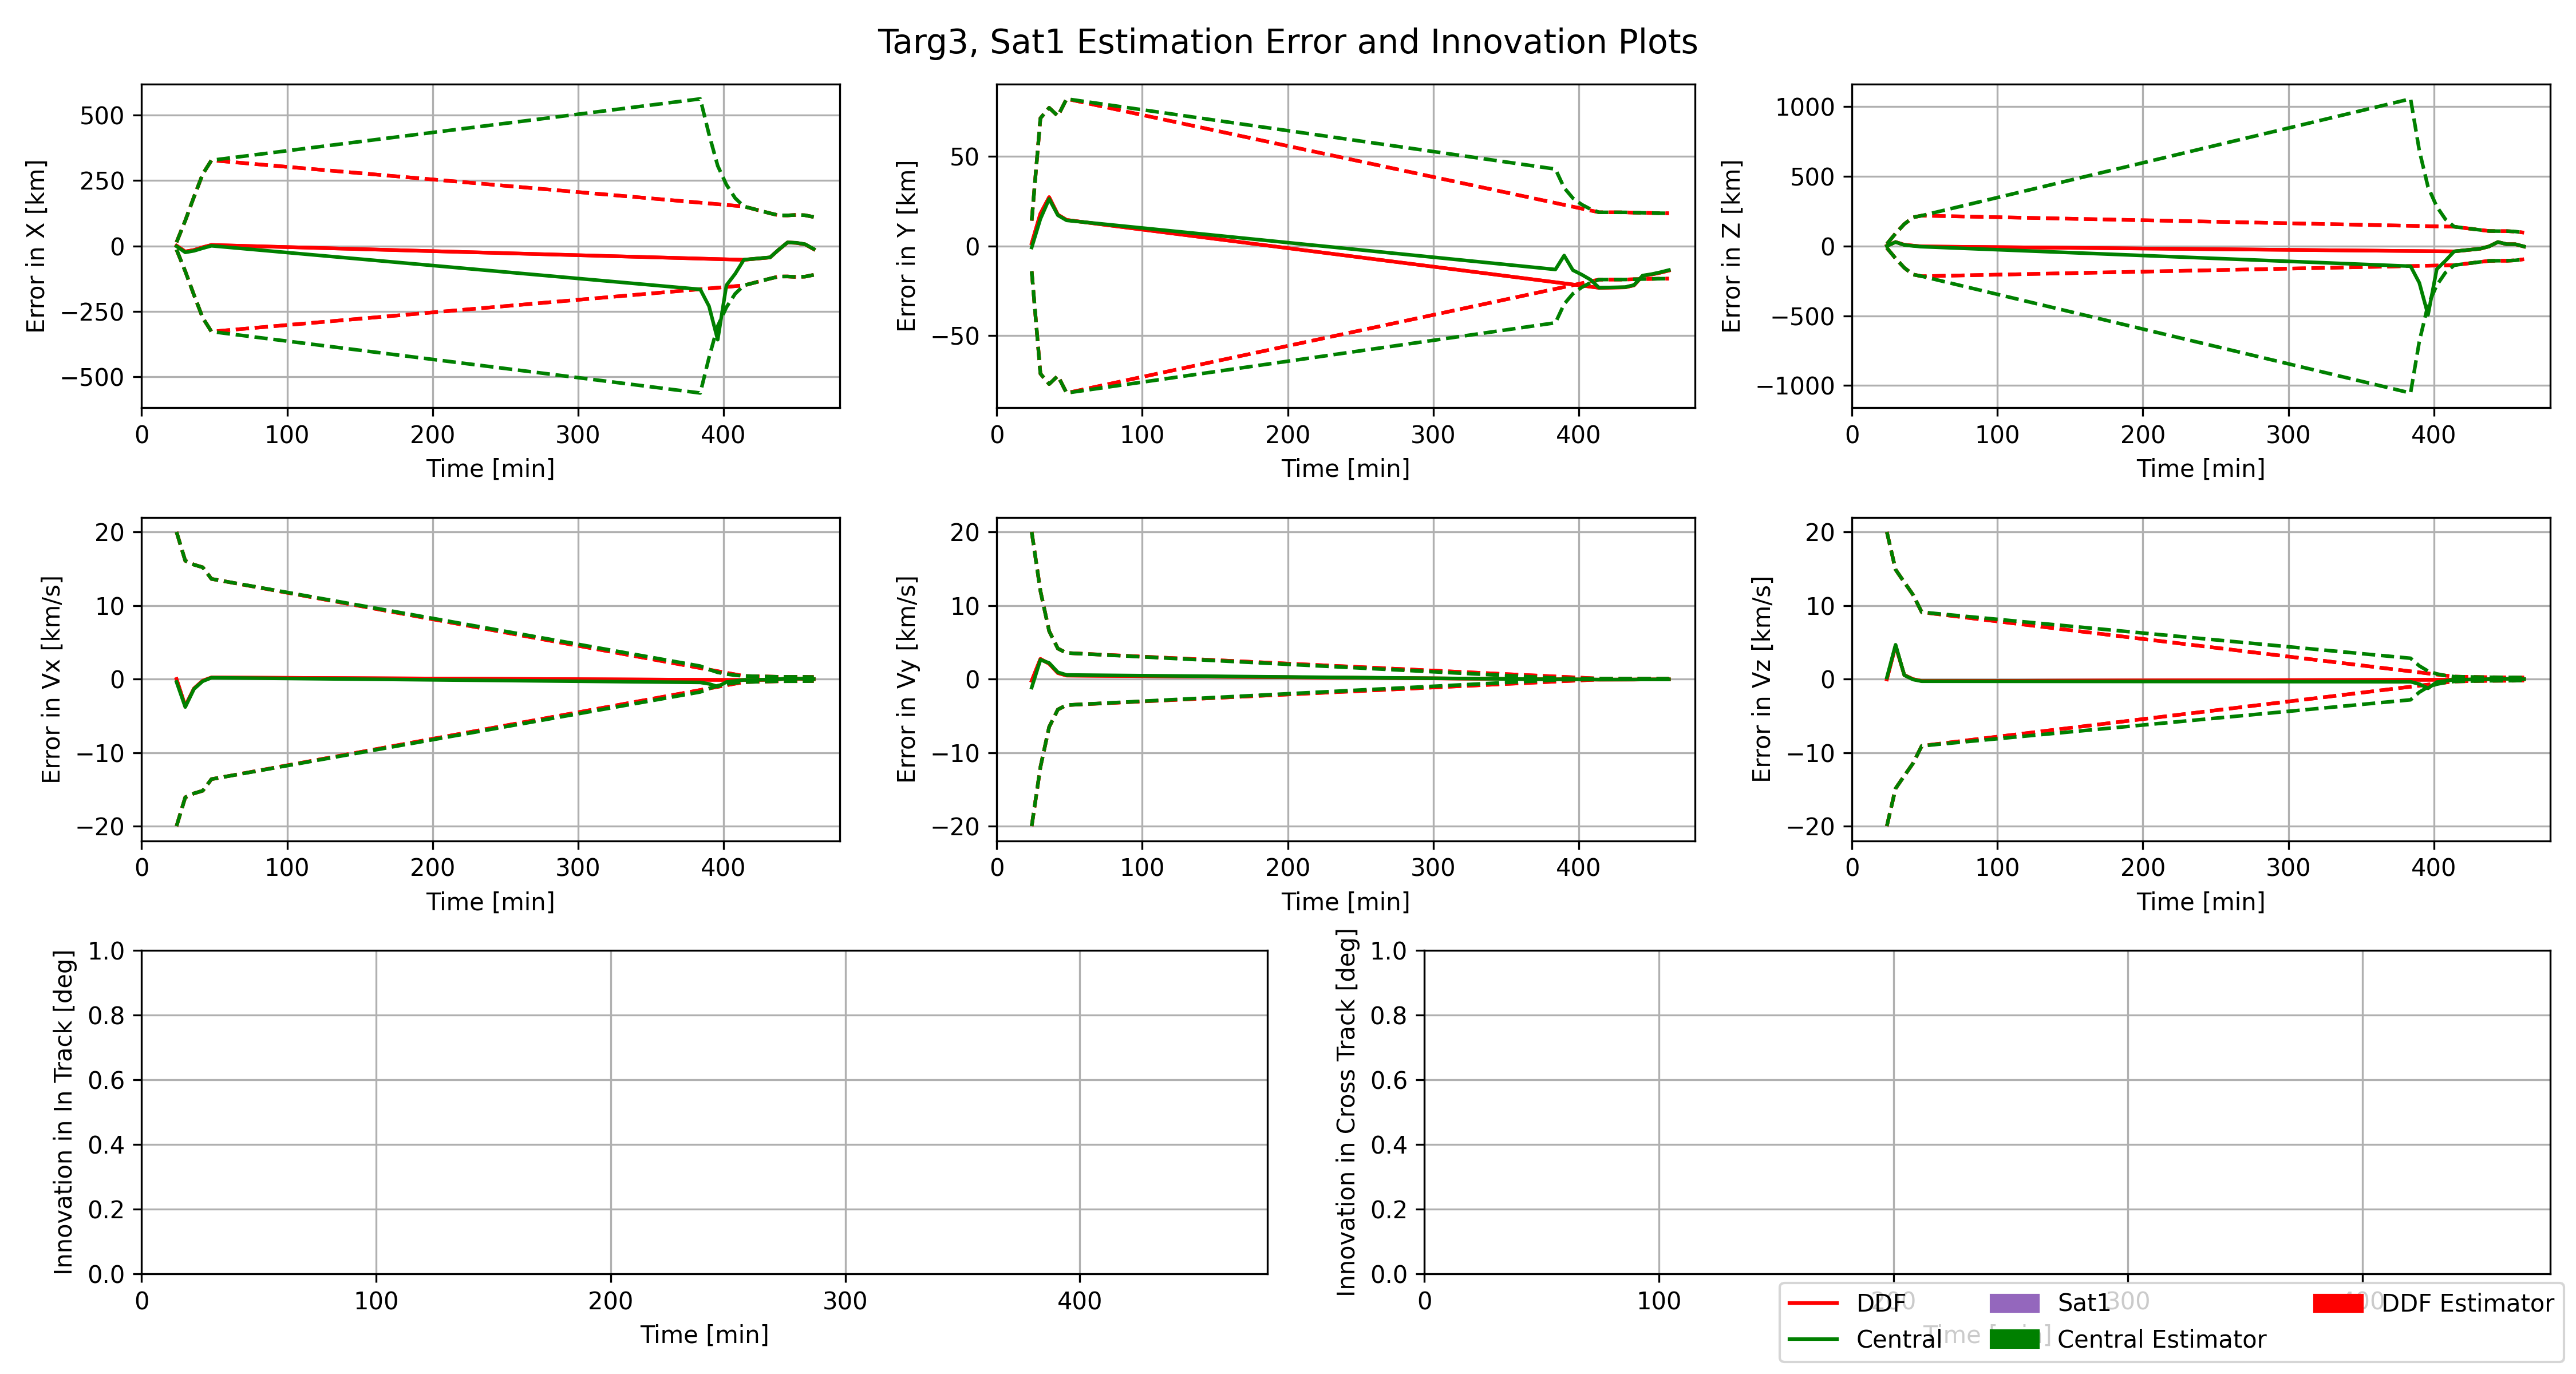 Targ3, Sat1 Estimation Error and Innovation Plots
Error in X [km]
500
250
0
−250
−500
0 100 200 300 400
Time [min]
Error in Y [km]
50
0
−50
0 100 200 300 400
Time [min]
Error in Z [km]
1000
500
0
−500
−1000
0 100 200 300 400
Time [min]
Error in Vx [km/s]
20
10
0
−10
−20
0 100 200 300 400
Time [min]
Error in Vy [km/s]
20
10
0
−10
−20
0 100 200 300 400
Time [min]
Error in Vz [km/s]
20
10
0
−10
−20
0 100 200 300 400
Time [min]
Innovation in In Track [deg]
1.0
0.8
0.6
0.4
0.2
0.0
0 100 200 300 400
Time [min]
Innovation in Cross Track [deg]
1.0
0.8
0.6
0.4
0.2
0.0
0 100 200 300 400
Time [min]
DDF
Central
Sat1
Central Estimator
DDF Estimator